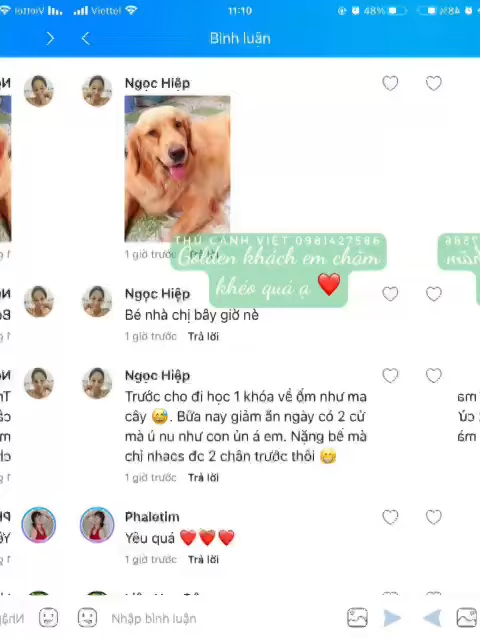 Viettel 11:10 48%
Bình luận
Ngọc Hiệp
THÚ CẢNH VIỆT 0981427586
1 giờ trước Trả lời
Golden khách em chăm
khéo quá ạ ❤️
Ngọc Hiệp
Bé nhà chị bây giờ nè
1 giờ trước Trả lời
Ngọc Hiệp
Trước cho đi học 1 khóa về ốm như ma
cây 😅. Bữa nay giảm ăn ngày có 2 cử
mà ú nu như con ủn á em. Nặng bế mà
chỉ nhacs đc 2 chân trước thôi 😁
1 giờ trước Trả lời
Phaletim
Yêu quá ❤️❤️❤️
1 giờ trước Trả lời
Nhập bình luận